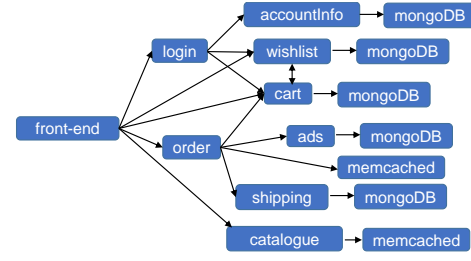 accountInfo mongoDB
login wishlist mongoDB
cart mongoDB
front-end order ads mongoDB
memcached
shipping mongoDB
catalogue memcached